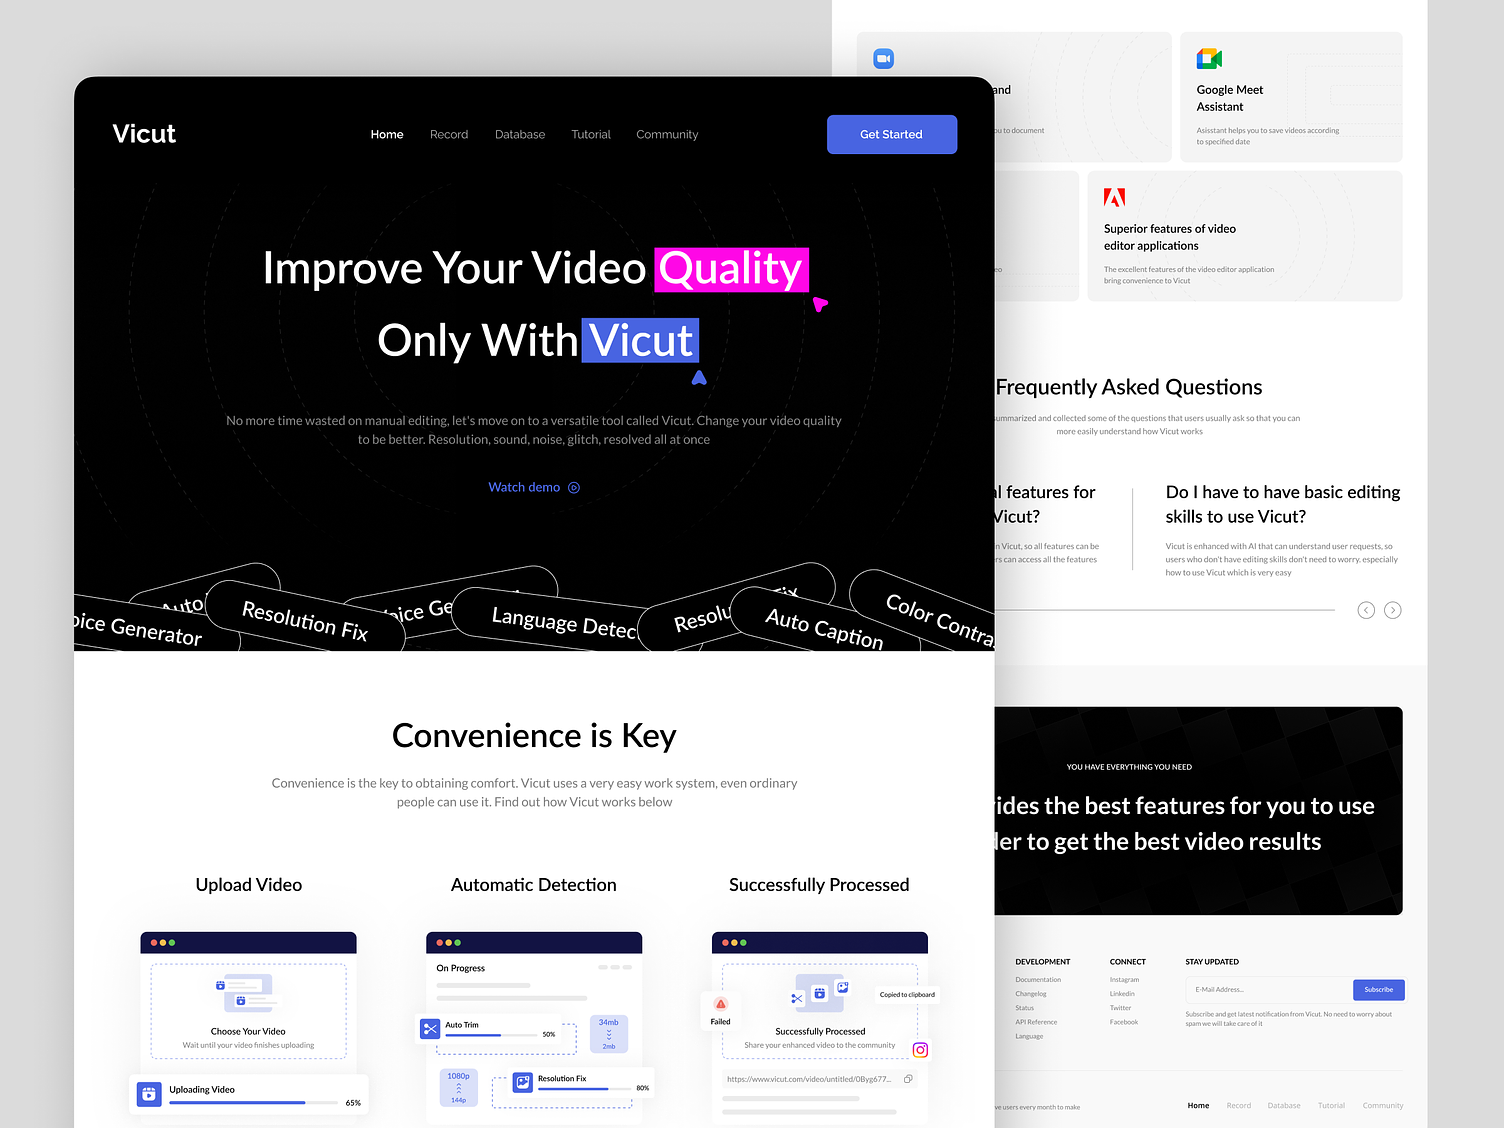 Vicut
Home
Record
Database
Tutorial
Community
Get Started
Improve Your Video Quality
Only With Vicut
No more time wasted on manual editing, let's move on to a versatile tool called Vicut. Change your video quality
to be better. Resolution, sound, noise, glitch, resolved all at once
Watch demo
Auto
oice Generator
Resolution Fix
oice Ge
Language Detec
Resolu
Fix
Auto Caption
Color Contra
Convenience is Key
Convenience is the key to obtaining comfort. Vicut uses a very easy work system, even ordinary
people can use it. Find out how Vicut works below
Upload Video
Choose Your Video
Wait until your video finishes uploading
Uploading Video
65%
Automatic Detection
On Progress
Auto Trim
50%
34mb
2mb
1080p
144p
Resolution Fix
80%
Successfully Processed
Failed
Copied to clipboard
Successfully Processed
Share your enhanced video to the community
https://www.vicut.com/video/untitled/0Byg677...
and
ou to document
Google Meet
Assistant
Asisstant helps you to save videos according
to specified date
eo
Superior features of video
editor applications
The excellent features of the video editor application
bring convenience to Vicut
Frequently Asked Questions
summarized and collected some of the questions that users usually ask so that you can
more easily understand how Vicut works
l features for
Vicut?
n Vicut, so all features can be
rs can access all the features
Do I have to have basic editing
skills to use Vicut?
Vicut is enhanced with AI that can understand user requests, so
users who don't have editing skills don't need to worry. especially
how to use Vicut which is very easy
YOU HAVE EVERYTHING YOU NEED
ides the best features for you to use
der to get the best video results
DEVELOPMENT
Documentation
Changelog
Status
API Reference
Language
CONNECT
Instagram
Linkedin
Twitter
Facebook
STAY UPDATED
E-Mail Address...
Subscribe
Subscribe and get latest notification from Vicut. No need to worry about
spam we will take care of it
ve users every month to make
Home
Record
Database
Tutorial
Community